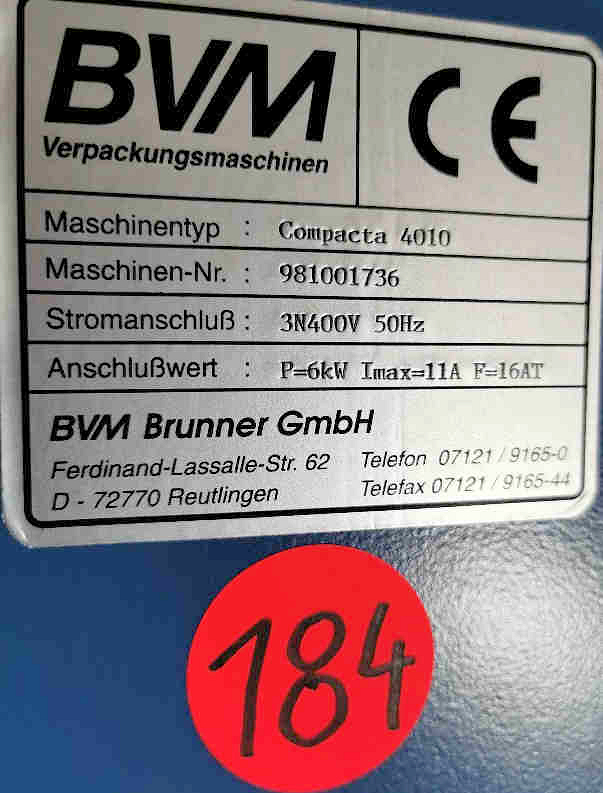 BVM CE
Verpackungsmaschinen
Maschinentyp : Compacta 4010
Maschinen-Nr. : 981001736
Stromanschluß : 3N400V 50Hz
Anschlußwert : P=6kW Imax=11A F=16AT
BVM Brunner GmbH
Ferdinand-Lassalle-Str. 62 Telefon 07121 / 9165-0
D - 72770 Reutlingen Telefax 07121 / 9165-44
184